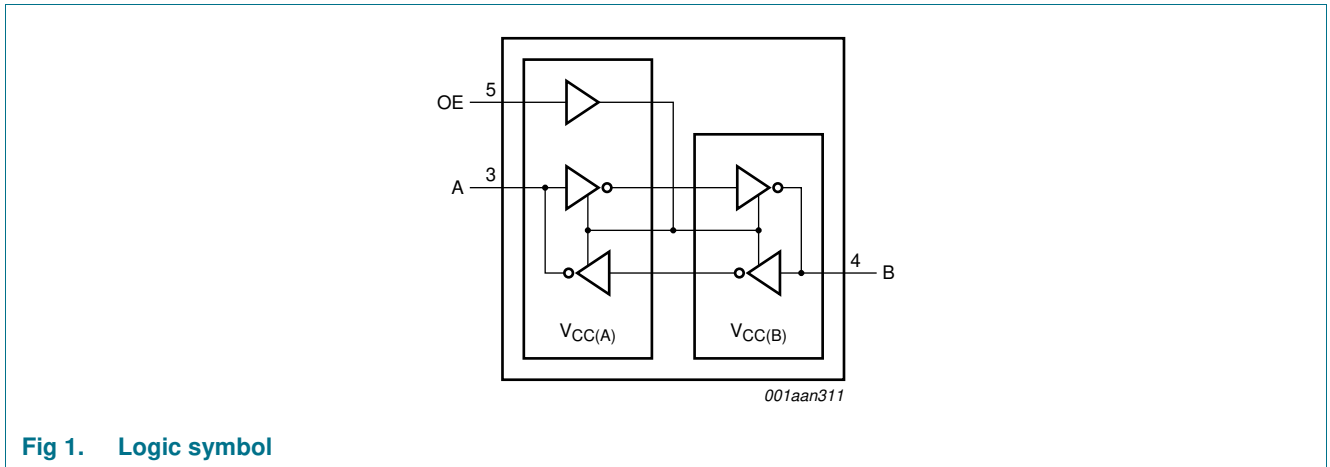 5
OE
3
A
4
B
VCC(A)
VCC(B)
001aan311
Fig 1. Logic symbol